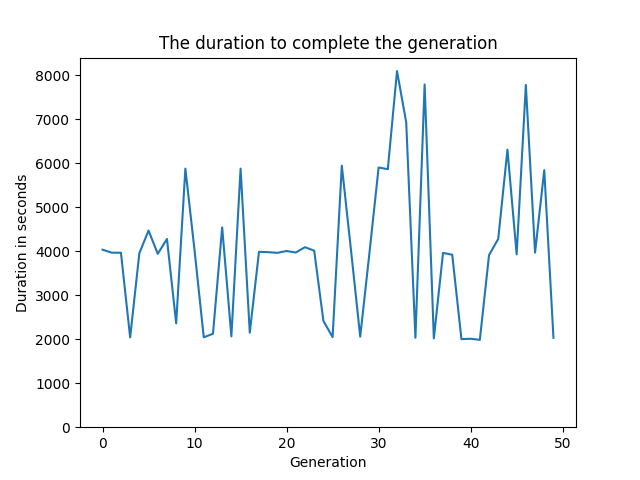 The duration to complete the generation
8000
7000
6000
5000
4000
3000
2000
1000
0
Duration in seconds
0 10 20 30 40 50
Generation